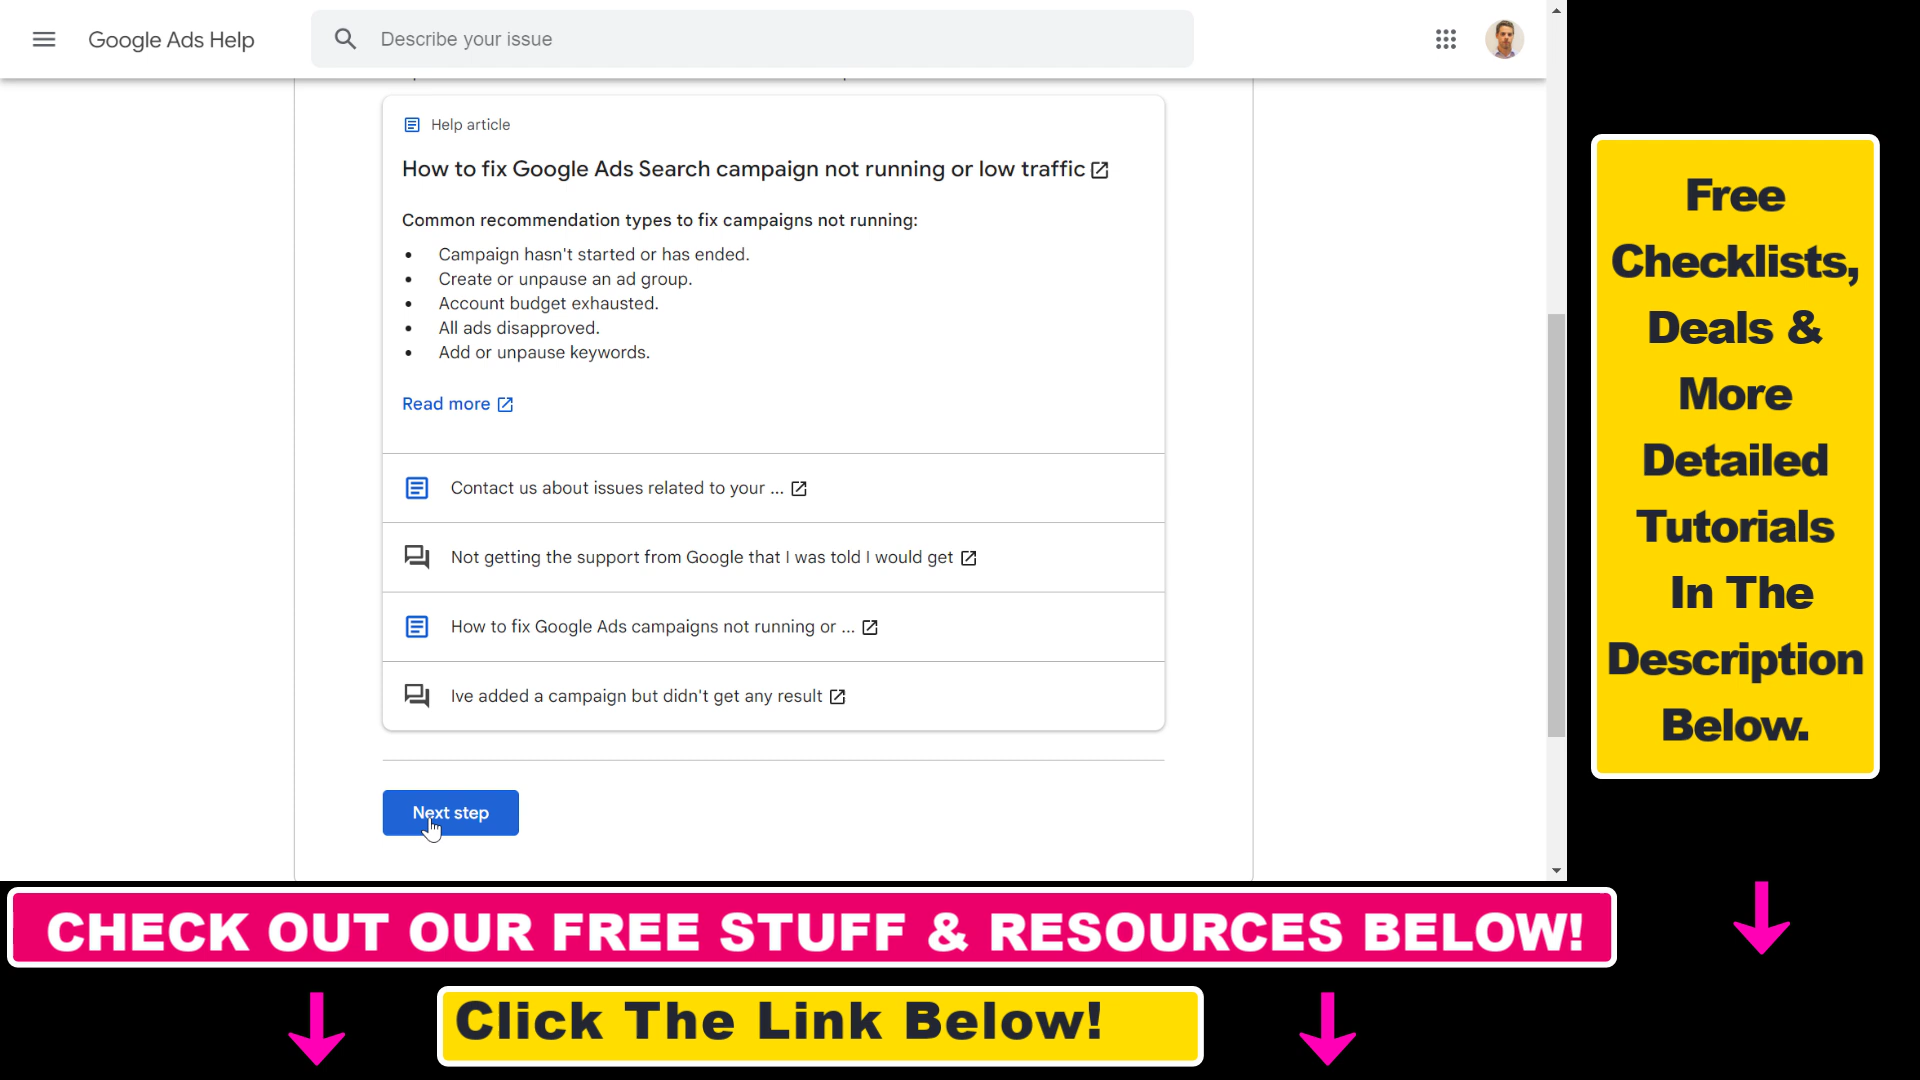 Google Ads Help
Describe your issue
Help article
How to fix Google Ads Search campaign not running or low traffic
Common recommendation types to fix campaigns not running:
• Campaign hasn't started or has ended.
• Create or unpause an ad group.
• Account budget exhausted.
• All ads disapproved.
• Add or unpause keywords.
Read more
Contact us about issues related to your ...
Not getting the support from Google that I was told I would get
How to fix Google Ads campaigns not running or ...
Ive added a campaign but didn't get any result
Next step
Free
Checklists,
Deals &
More
Detailed
Tutorials
In The
Description
Below.
CHECK OUT OUR FREE STUFF & RESOURCES BELOW!
Click The Link Below!